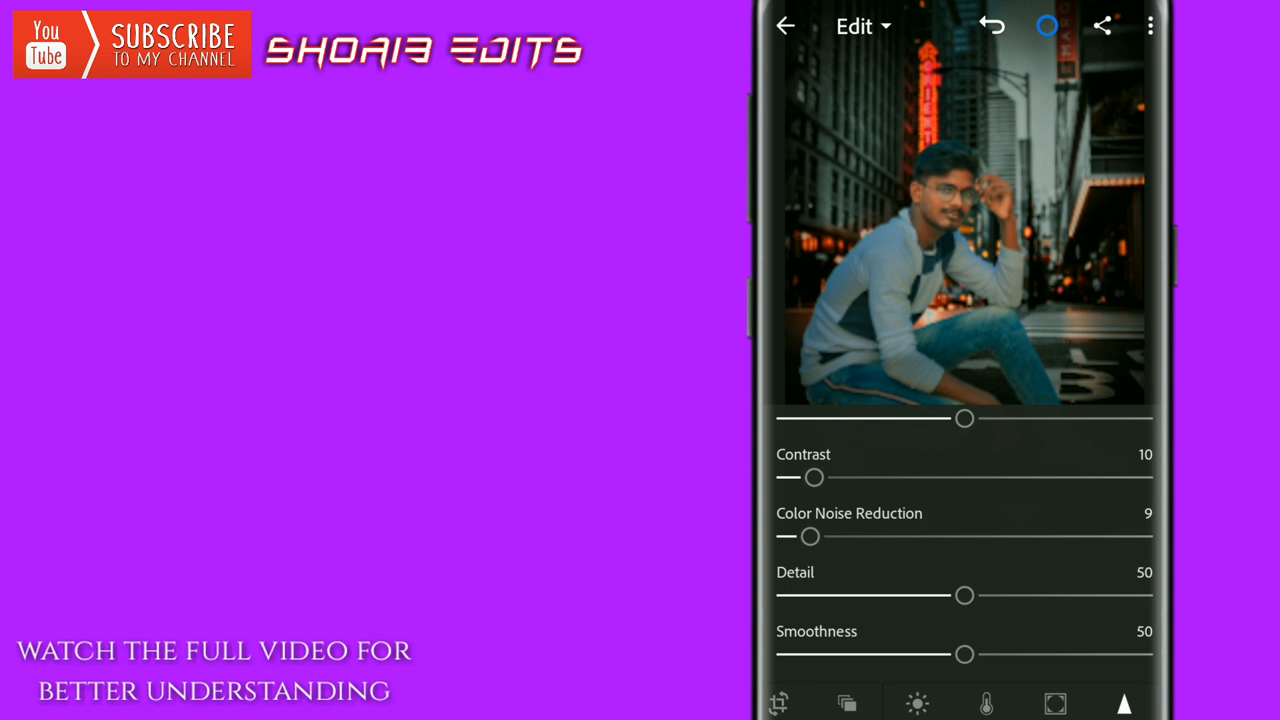 You
Tube
SUBSCRIBE
TO MY CHANNEL
SHOAIB EDITS
Edit
Contrast 10
Color Noise Reduction 9
Detail 50
Smoothness 50
WATCH THE FULL VIDEO FOR
BETTER UNDERSTANDING